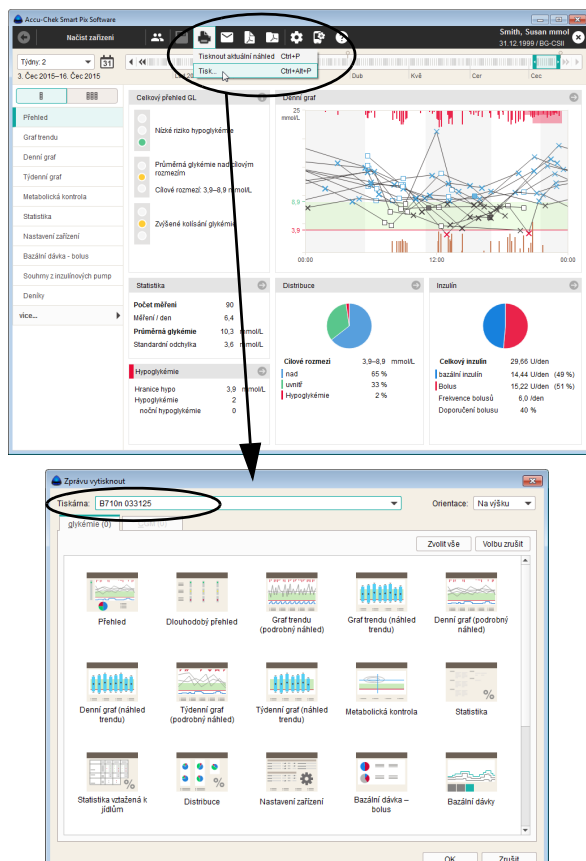 Accu-Chek Smart Pix Software
Načíst zařízení
Smith, Susan mmol
31.12.1999 / BG-CSII
Tisknout aktuální náhled Ctrl+P
Tisk... Ctrl+Alt+P
Týdny: 2
31
3. Čec 2015–16. Čec 2015
Dub Kvě Čer Čec
Přehled
Graf trendu
Denní graf
Týdenní graf
Metabolická kontrola
Statistika
Nastavení zařízení
Bazální dávka - bolus
Souhrny z inzulínových pump
Deníky
více...
Celkový přehled GL
Nízké riziko hypoglykémie
Průměrná glykémie nad cílovým
rozmezím
Cílové rozmezí: 3,9–8,9 mmol/L
Zvýšené kolísání glykémie
Denní graf
25
mmol/L
8,9
3,9
00:00 12:00 00:00
Statistika
Počet měření 90
Měření / den 6,4
Průměrná glykémie 10,3 mmol/L
Standardní odchylka 3,6 mmol/L
Hypoglykémie
Hranice hypo 3,9 mmol/L
Hypoglykémie 2
noční hypoglykémie 0
Distribuce
Cílové rozmezí 3,9–8,9 mmol/L
nad 65 %
uvnitř 33 %
Hypoglykémie 2 %
Inzulín
Celkový inzulín 29,66 U/den
bazální inzulín 14,44 U/den (49 %)
Bolus 15,22 U/den (51 %)
Frekvence bolusů 6,0 /den
Doporučení bolusu 40 %
Zprávu vytisknout
Tiskárna: B710n 033125
Orientace: Na výšku
glykémie (0)
Zvolit vše Volbu zrušit
Přehled
Dlouhodobý přehled
Graf trendu
(podrobný náhled)
Graf trendu (náhled
trendu)
Denní graf (podrobný
náhled)
Denní graf (náhled
trendu)
Týdenní graf
(podrobný náhled)
Týdenní graf (náhled
trendu)
Metabolická kontrola
Statistika
Statistika vztažená k
jídlům
Distribuce
Nastavení zařízení
Bazální dávka –
bolus
Bazální dávky
OK Zrušit